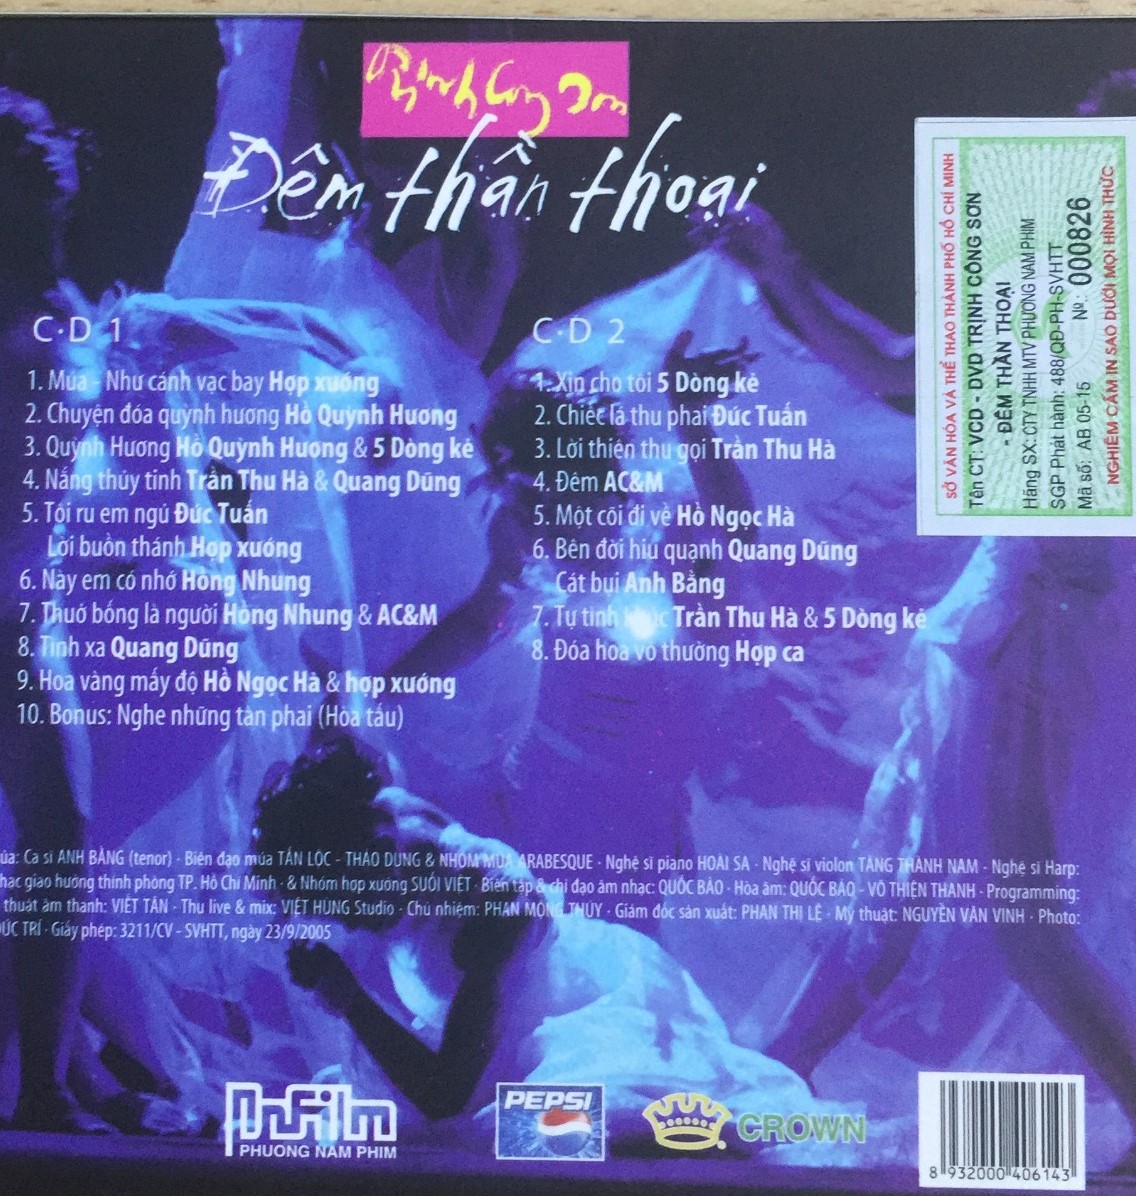 Trịnh Công Sơn
Đêm thần thoại
C·D 1
1. Múa - Như cánh vạc bay Hợp xướng
2. Chuyện đóa quỳnh hương Hồ Quỳnh Hương
3. Quỳnh Hương Hồ Quỳnh Hương & 5 Dòng kẻ
4. Nắng thủy tinh Trần Thu Hà & Quang Dũng
5. Tôi ru em ngủ Đức Tuấn
Lời buồn thánh Hợp xướng
6. Này em có nhớ Hồng Nhung
7. Thuở bống là người Hồng Nhung & AC&M
8. Tình xa Quang Dũng
9. Hoa vàng mấy độ Hồ Ngọc Hà & hợp xướng
10. Bonus: Nghe những tàn phai (Hòa tấu)
C·D 2
1. Xin cho tôi 5 Dòng kẻ
2. Chiếc lá thu phai Đức Tuấn
3. Lời thiên thu gọi Trần Thu Hà
4. Đêm AC&M
5. Một cõi đi về Hồ Ngọc Hà
6. Bên đời hiu quạnh Quang Dũng
Cát bụi Anh Bằng
7. Tự tình Trần Thu Hà & 5 Dòng kẻ
8. Đóa hoa vô thường Hợp ca
SỞ VĂN HÓA VÀ THỂ THAO THÀNH PHỐ HỒ CHÍ MINH
Tên CT: VCD - DVD TRỊNH CÔNG SƠN
- ĐÊM THẦN THOẠI
Hãng SX: CTY TNHH MTV PHƯƠNG NAM PHIM
SGP Phát hành: 488/QĐ-PH-SVHTT
Mã số: AB 05-15 Nº: 000826
NGHIÊM CẤM IN SAO DƯỚI MỌI HÌNH THỨC
Ca sĩ ANH BẰNG (tenor) · Biên đạo múa TẤN LỘC - THẢO DUNG & NHÓM MÚA ARABESQUE · Nghệ sĩ piano HOÀI SA · Nghệ sĩ violon TĂNG THÀNH NAM · Nghệ sĩ Harp:
nhạc giao hưởng thính phòng TP. Hồ Chí Minh · & Nhóm hợp xướng SUỐI VIỆT · Biên tập & chỉ đạo âm nhạc: QUỐC BẢO · Hòa âm: QUỐC BẢO - VÕ THIỆN THANH · Programming:
thuật âm thanh: VIẾT TÂN · Thu live & mix: VIỆT HÙNG Studio · Chủ nhiệm: PHAN MỘNG THÚY · Giám đốc sản xuất: PHAN THỊ LỆ · Mỹ thuật: NGUYỄN VĂN VINH · Photo:
ĐỨC TRÍ · Giấy phép: 3211/CV - SVHTT, ngày 23/9/2005
PNFilm
PHUONG NAM PHIM
PEPSI
CROWN
8 932000 406143